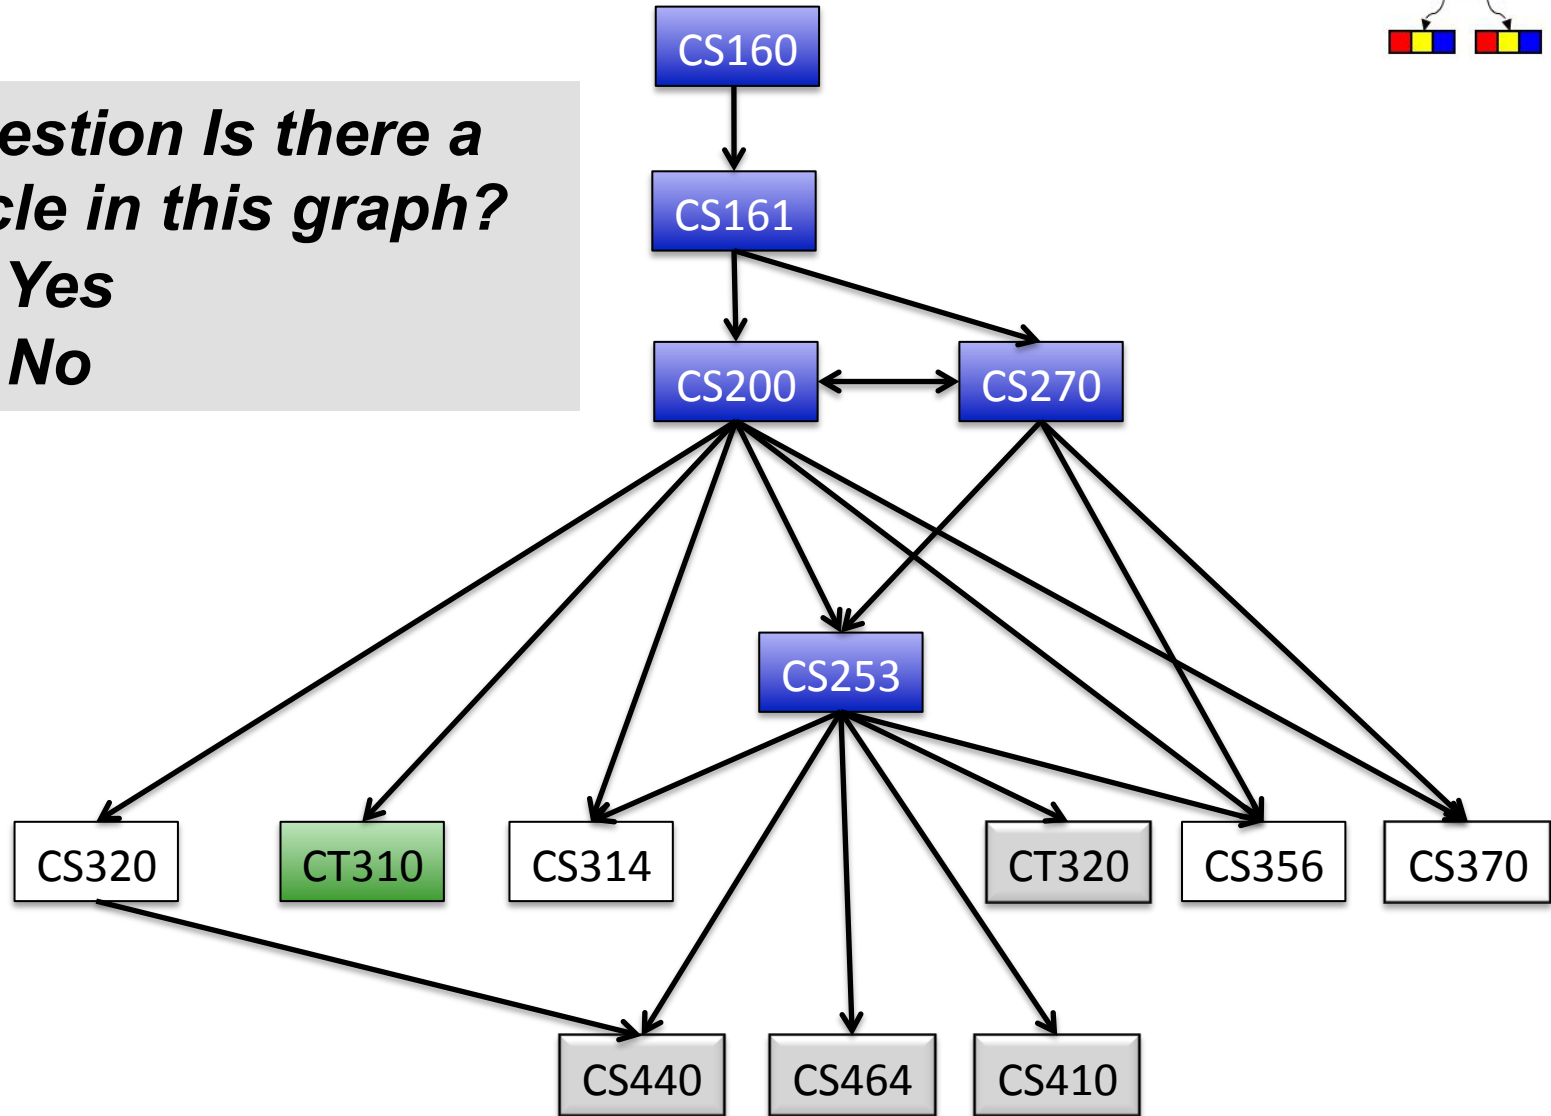 CS160
estion Is there a
cle in this graph?
Yes
No
CS161
CS200
CS270
CS253
CS320
CT310
CS314
CT320
CS356
CS370
CS440
CS464
CS410